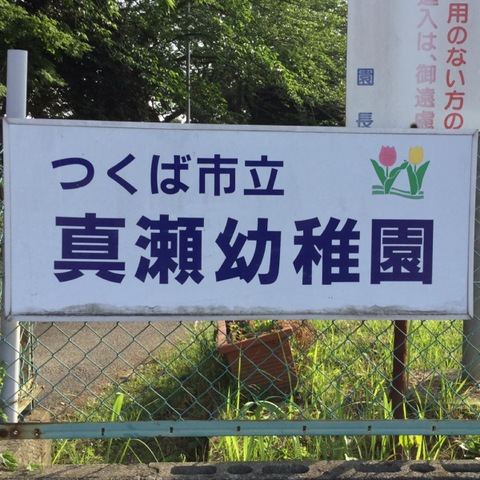 つくば市立
真瀬幼稚園
用のない方の
入は、御遠慮
園長